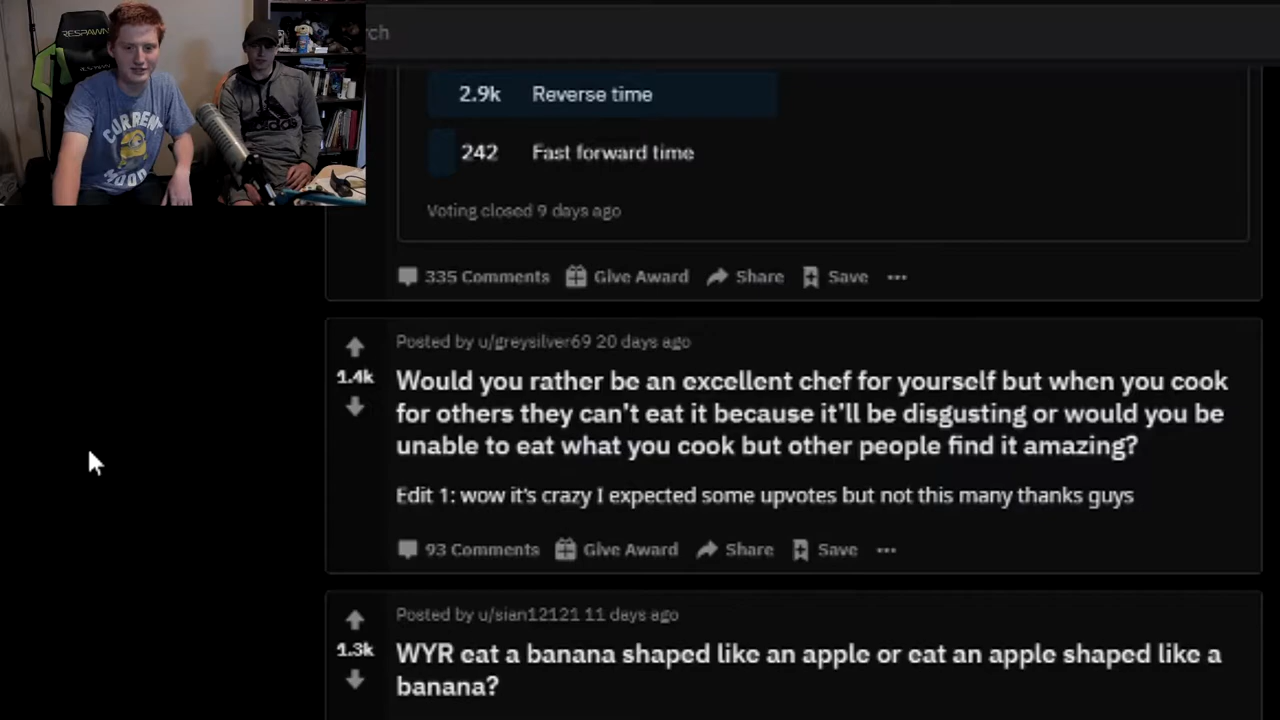 RESPAWN
CURRENT
MOOD
adidas
rch
2.9k Reverse time
242 Fast forward time
Voting closed 9 days ago
335 Comments Give Award Share Save
Posted by u/greysilver69 20 days ago
1.4k
Would you rather be an excellent chef for yourself but when you cook
for others they can't eat it because it'll be disgusting or would you be
unable to eat what you cook but other people find it amazing?
Edit 1: wow it's crazy I expected some upvotes but not this many thanks guys
93 Comments Give Award Share Save
Posted by u/sian12121 11 days ago
1.3k
WYR eat a banana shaped like an apple or eat an apple shaped like a
banana?